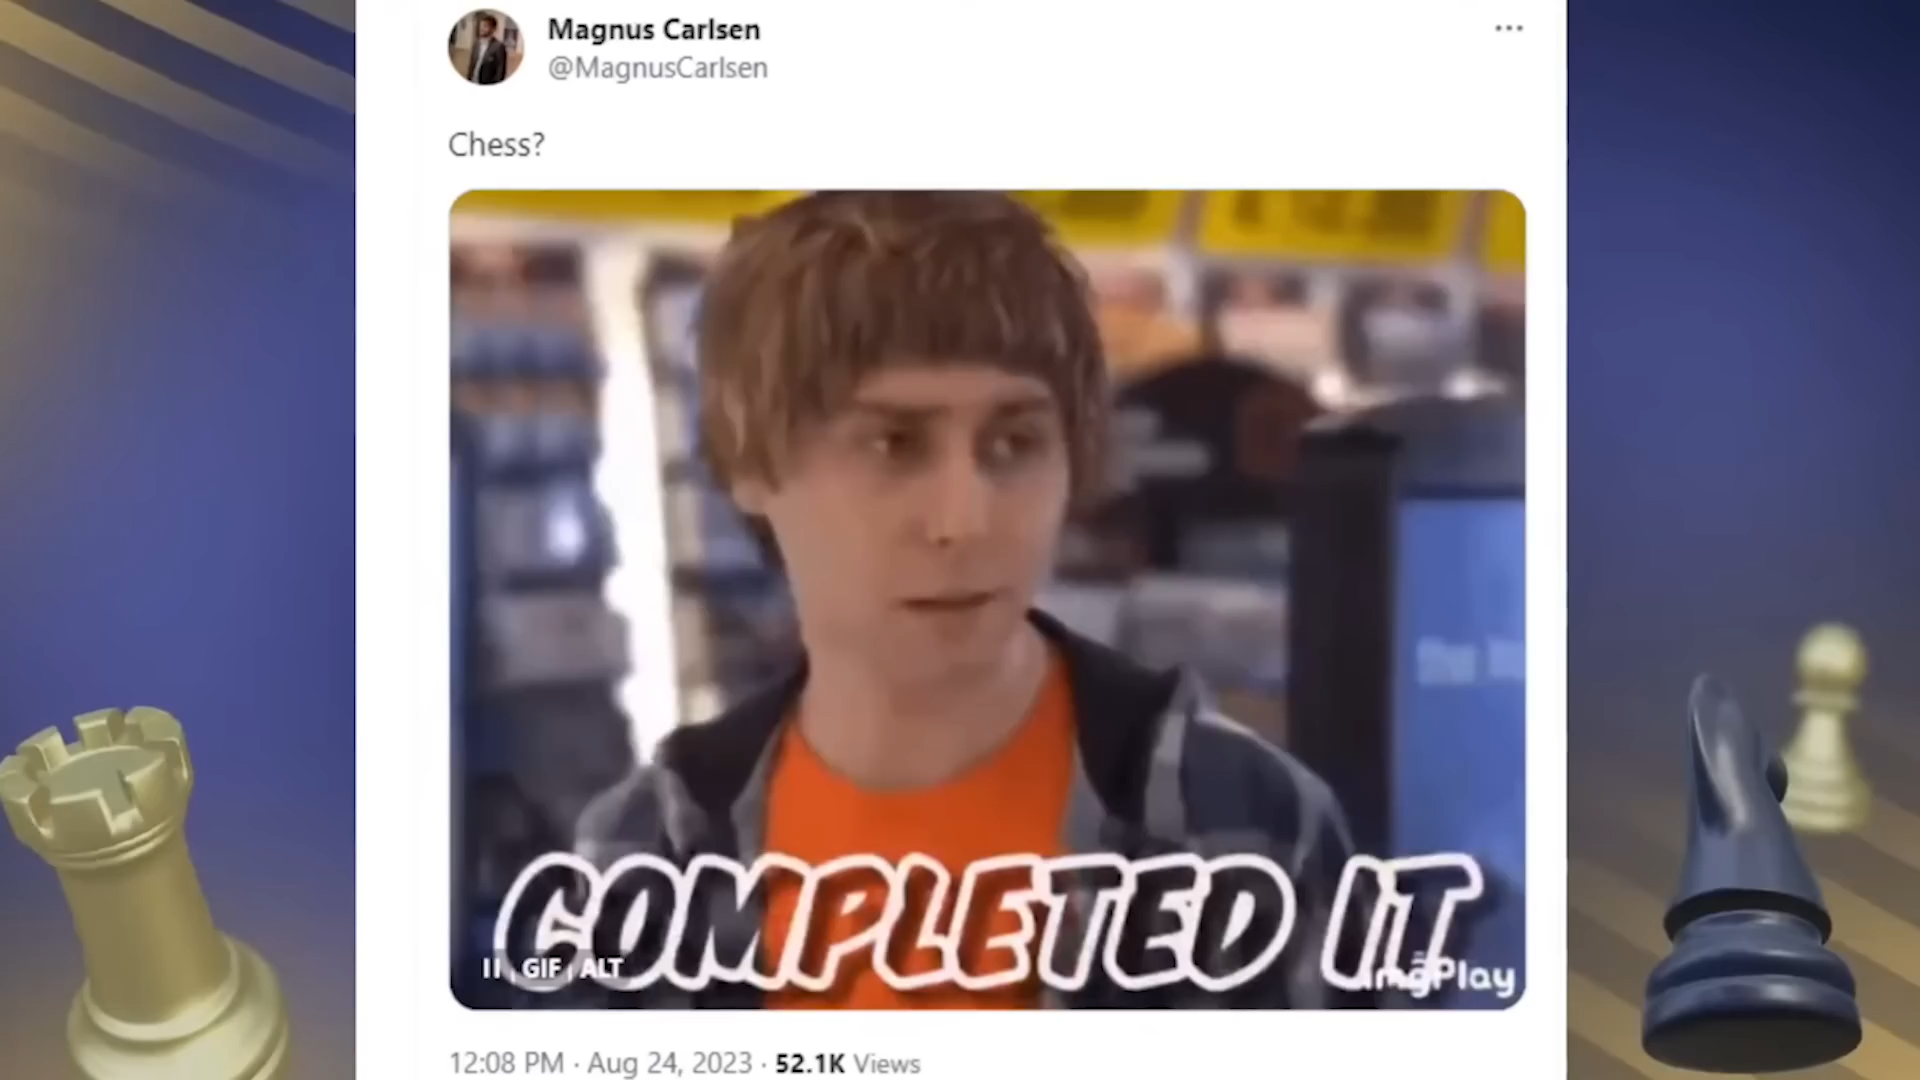 Magnus Carlsen
@MagnusCarlsen
Chess?
COMPLETED IT
GIF ALT
ImgPlay
12:08 PM · Aug 24, 2023 · 52.1K Views